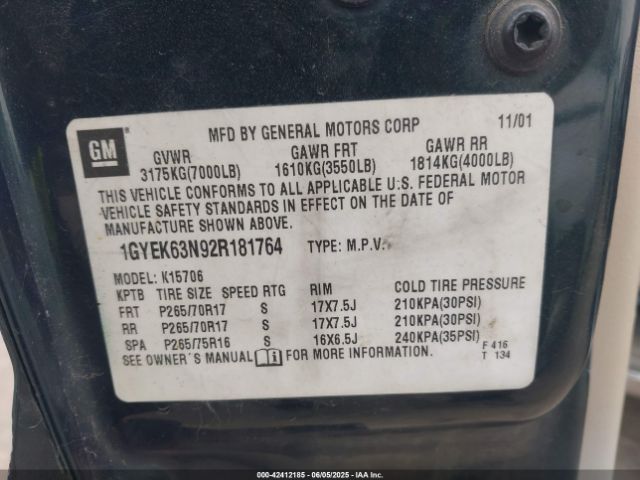 GM
MFD BY GENERAL MOTORS CORP 11/01
GVWR GAWR FRT GAWR RR
3175KG(7000LB) 1610KG(3550LB) 1814KG(4000LB)
THIS VEHICLE CONFORMS TO ALL APPLICABLE U.S. FEDERAL MOTOR
VEHICLE SAFETY STANDARDS IN EFFECT ON THE DATE OF
MANUFACTURE SHOWN ABOVE.
1GYEK63N92R181764 TYPE: M.P.V.
MODEL: K15706
KPTB TIRE SIZE SPEED RTG RIM COLD TIRE PRESSURE
FRT P265/70R17 S 17X7.5J 210KPA(30PSI)
RR P265/70R17 S 17X7.5J 210KPA(30PSI)
SPA P265/75R16 S 16X6.5J 240KPA(35PSI)
SEE OWNER'S MANUAL FOR MORE INFORMATION.
F 416
T 134
000-42412185 - 06/05/2025 - IAA Inc.